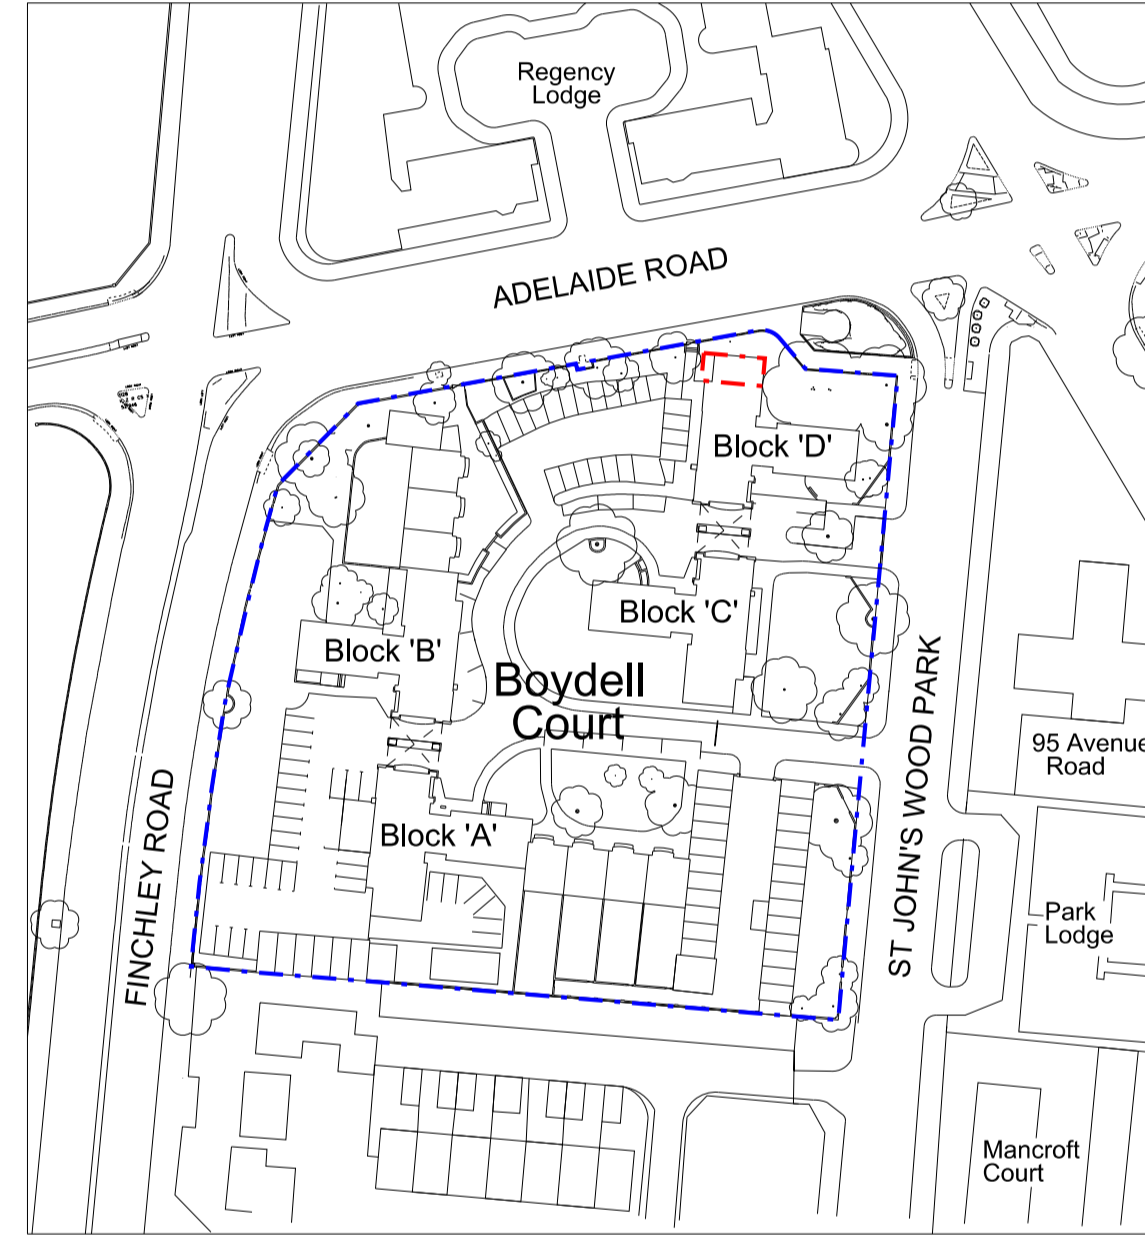 Regency
Lodge
ADELAIDE ROAD
Block 'D'
Block 'C'
Block 'B'
Boydell
Court
95 Avenue
Road
ST JOHN'S WOOD PARK
FINCHLEY ROAD
Block 'A'
Park
Lodge
Mancroft
Court